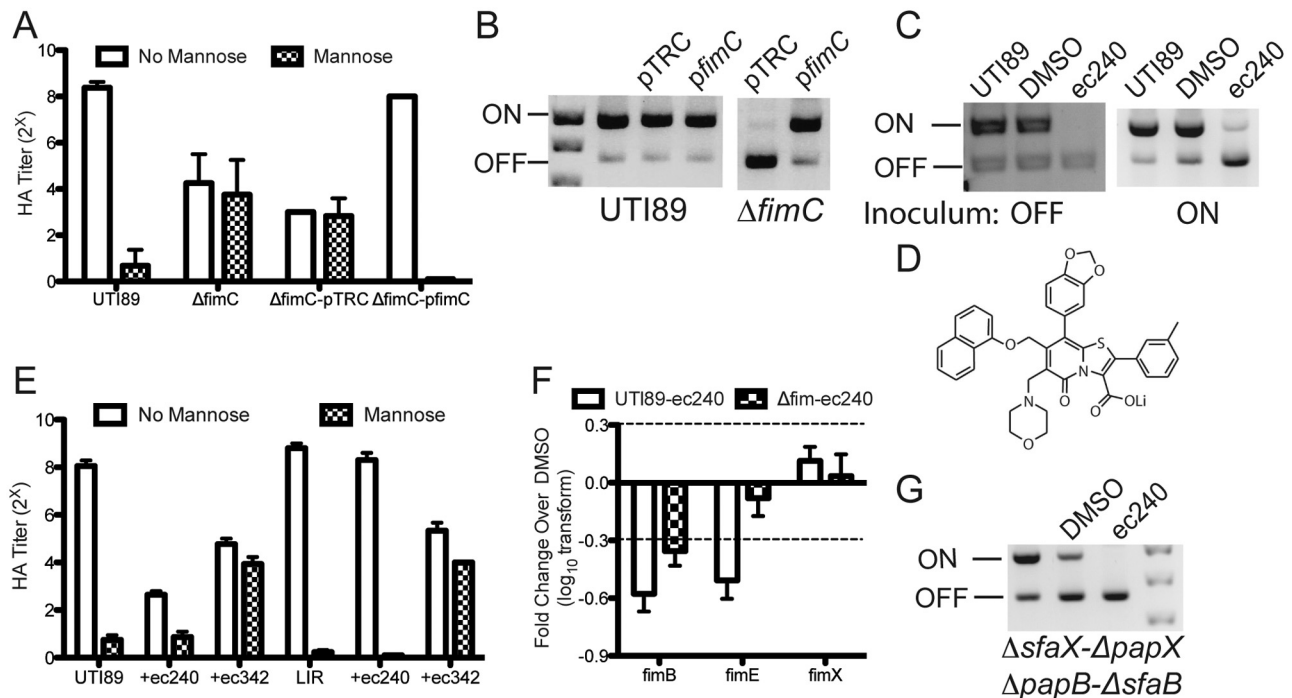 A
No Mannose
Mannose
HA Titer (2^X)
10
8
6
4
2
0
UTI89
ΔfimC
ΔfimC-pTRC
ΔfimC-pfimC
B
pTRC
pfimC
pTRC
pfimC
ON
OFF
UTI89
ΔfimC
C
UTI89
DMSO
ec240
UTI89
DMSO
ec240
ON
OFF
Inoculum: OFF
ON
D
O
O
O
S
N
O
O
OLi
N
O
E
No Mannose
Mannose
HA Titer (2^X)
10
8
6
4
2
0
UTI89
+ec240
+ec342
LIR
+ec240
+ec342
F
UTI89-ec240
Δfim-ec240
Fold Change Over DMSO
(log10 transform)
0.3
0.0
-0.3
-0.6
-0.9
fimB
fimE
fimX
G
DMSO
ec240
ON
OFF
ΔsfaX-ΔpapX
ΔpapB-ΔsfaB